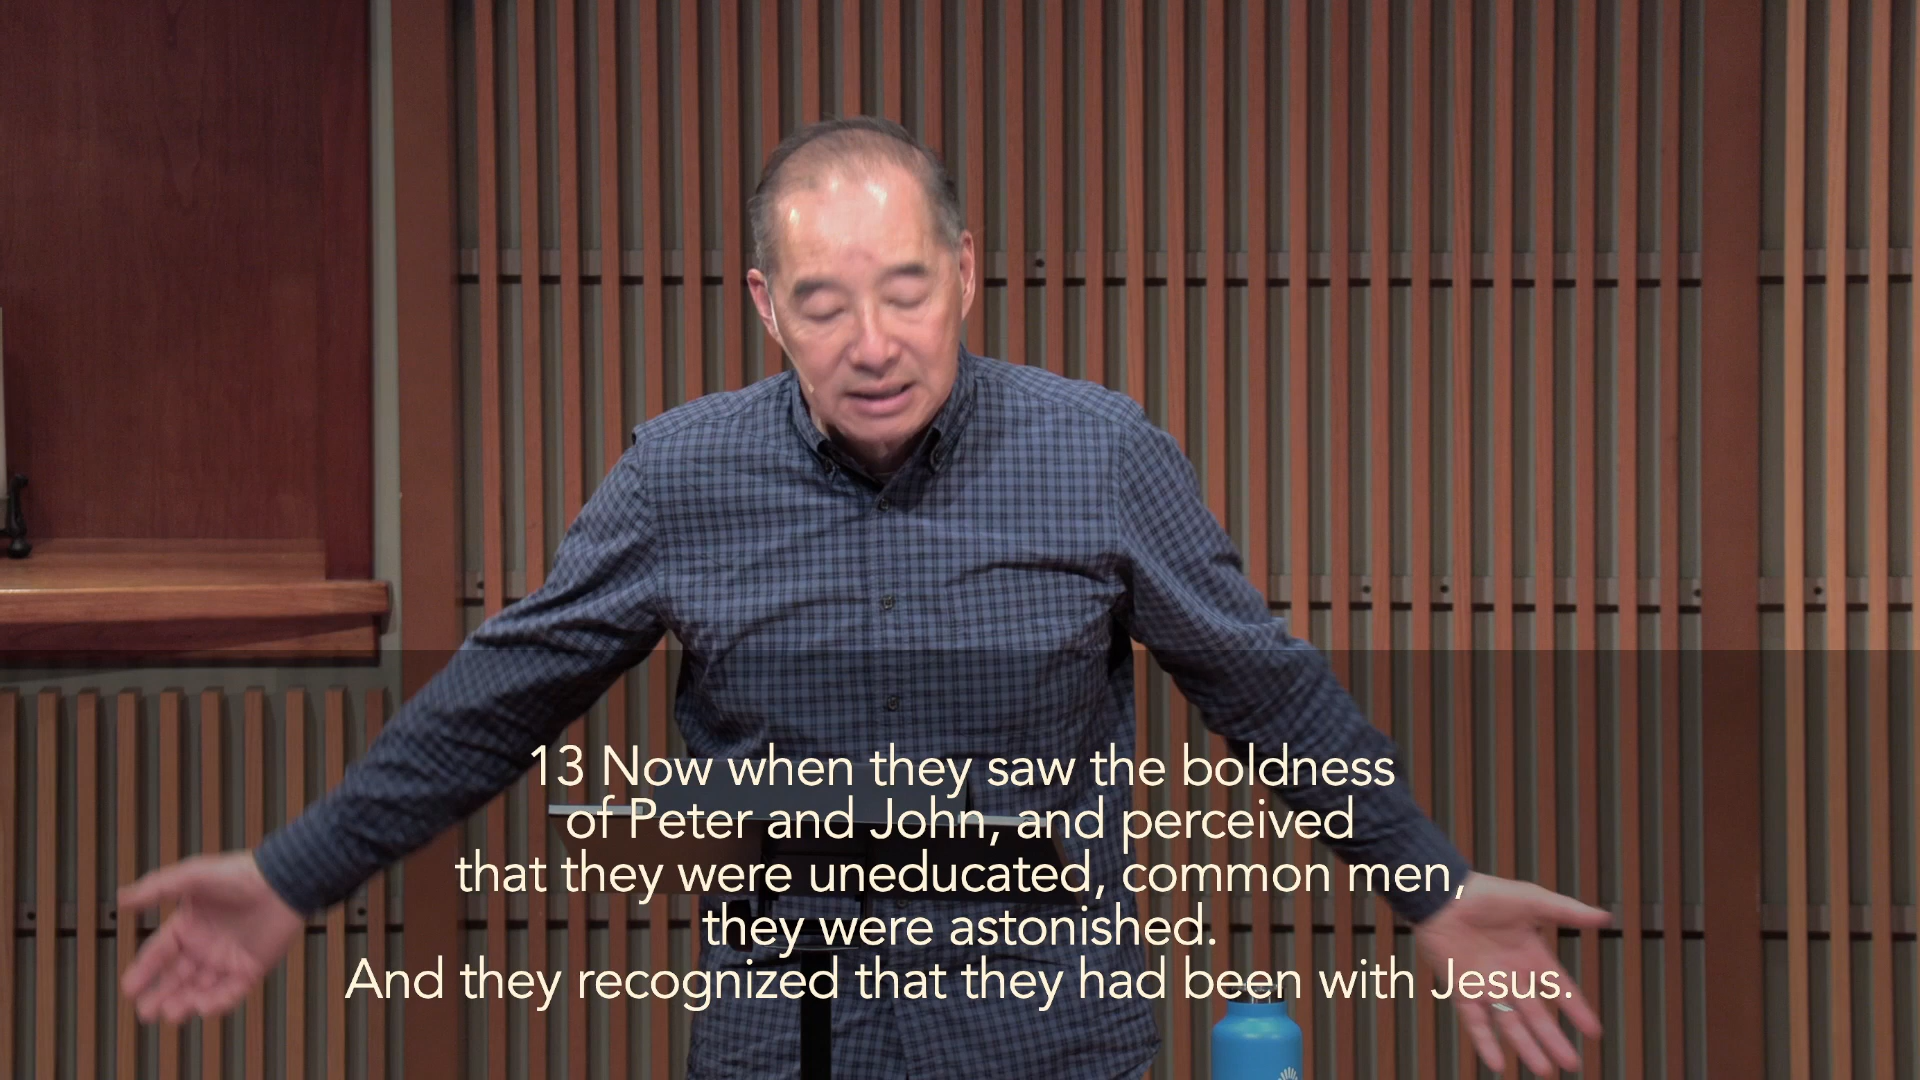 13 Now when they saw the boldness
of Peter and John, and perceived
that they were uneducated, common men,
they were astonished.
And they recognized that they had been with Jesus.